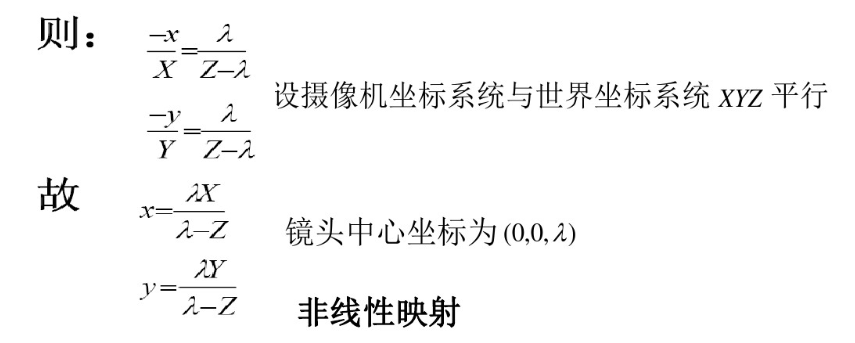 则： -x/X = λ/(Z-λ)
设摄像机坐标系统与世界坐标系统 XYZ 平行
-y/Y = λ/(Z-λ)
故 x = λX/(λ-Z)
镜头中心坐标为 (0,0,λ)
y = λY/(λ-Z)
非线性映射